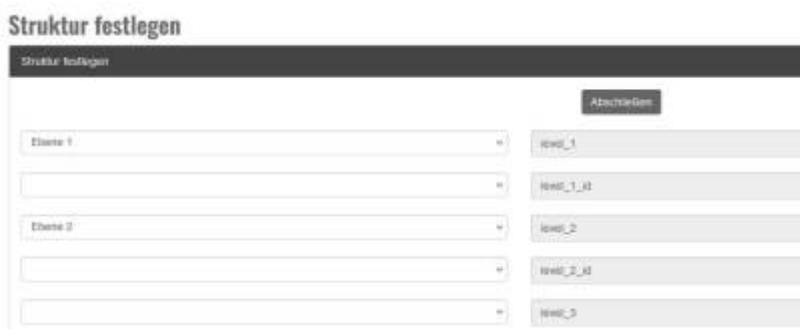 Struktur festlegen
Struktur festlegen
Abschließen
Ebene 1
level_1
level_1_id
Ebene 2
level_2
level_2_id
level_3